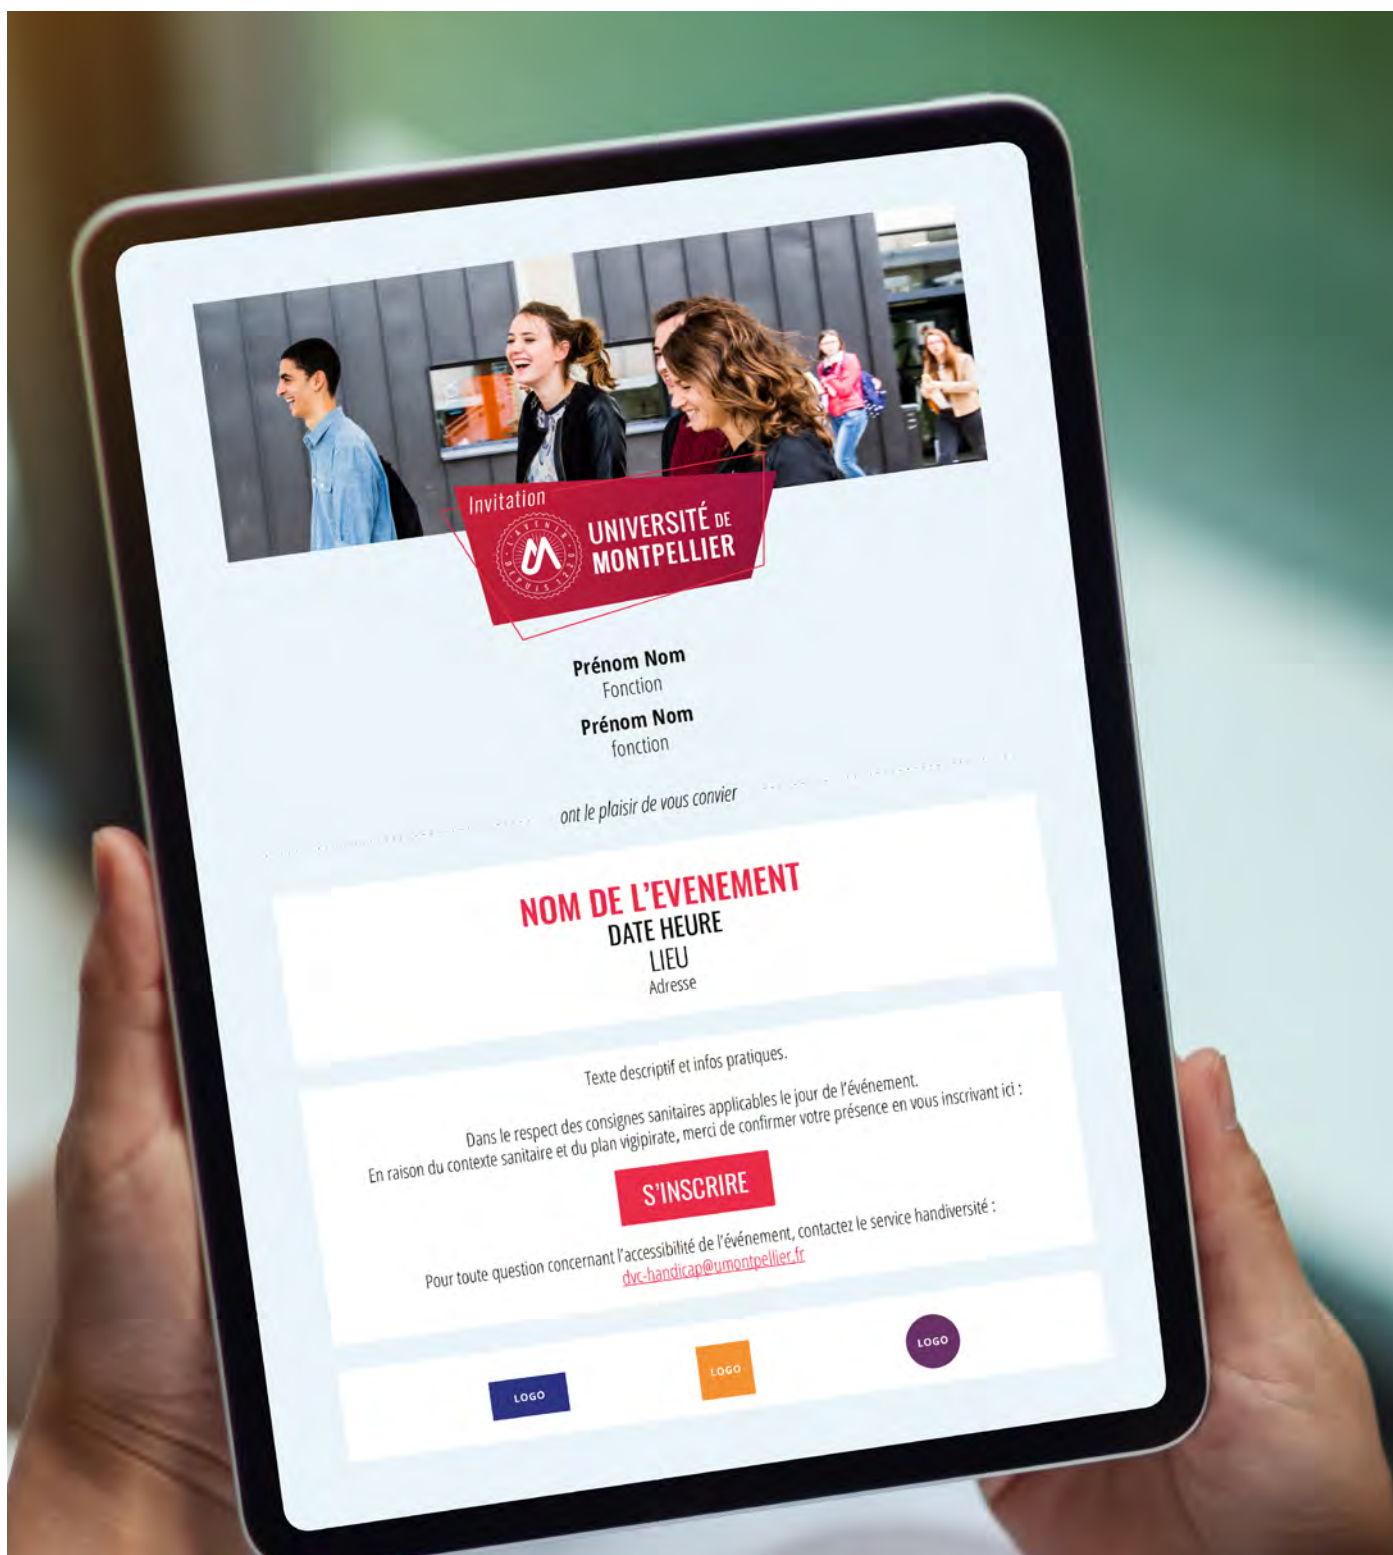 Invitation
L'AVENIR DEPUIS 1220
UNIVERSITÉ DE
MONTPELLIER
Prénom Nom
Fonction
Prénom Nom
fonction
ont le plaisir de vous convier
NOM DE L'EVENEMENT
DATE HEURE
LIEU
Adresse
Texte descriptif et infos pratiques.
Dans le respect des consignes sanitaires applicables le jour de l'événement.
En raison du contexte sanitaire et du plan vigipirate, merci de confirmer votre présence en vous inscrivant ici :
S'INSCRIRE
Pour toute question concernant l'accessibilité de l'événement, contactez le service handiversité :
dvc-handicap@umontpellier.fr
LOGO
LOGO
LOGO